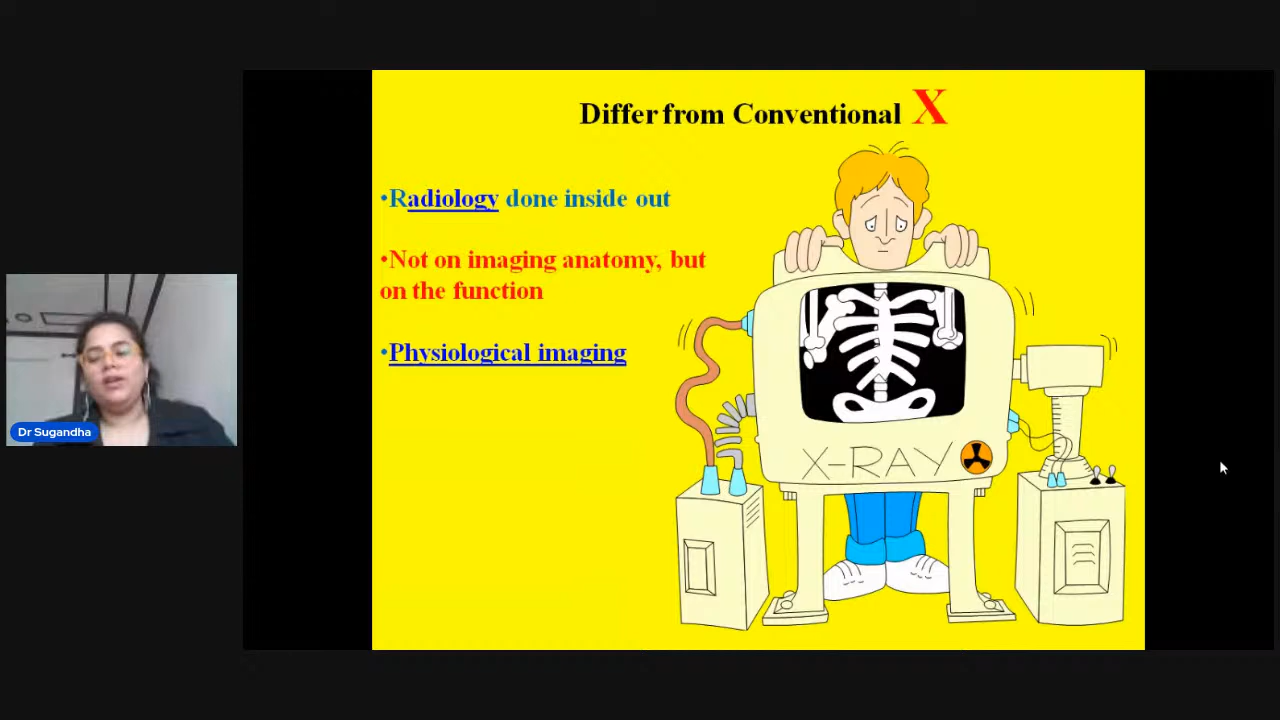 Differ from Conventional X
•Radiology done inside out
•Not on imaging anatomy, but
on the function
•Physiological imaging
X-RAY
Dr Sugandha